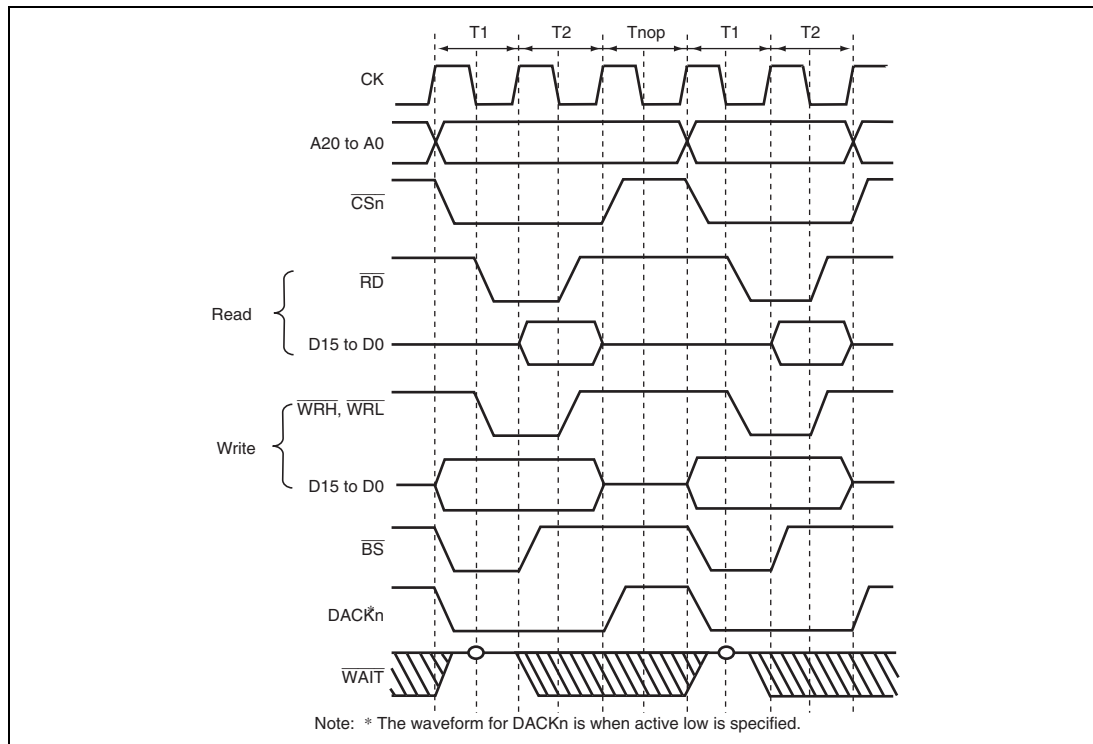 T1 T2 Tnop T1 T2
CK
A20 to A0
CSn
RD
Read
D15 to D0
WRH, WRL
Write
D15 to D0
BS
DACKn*
WAIT
Note: * The waveform for DACKn is when active low is specified.